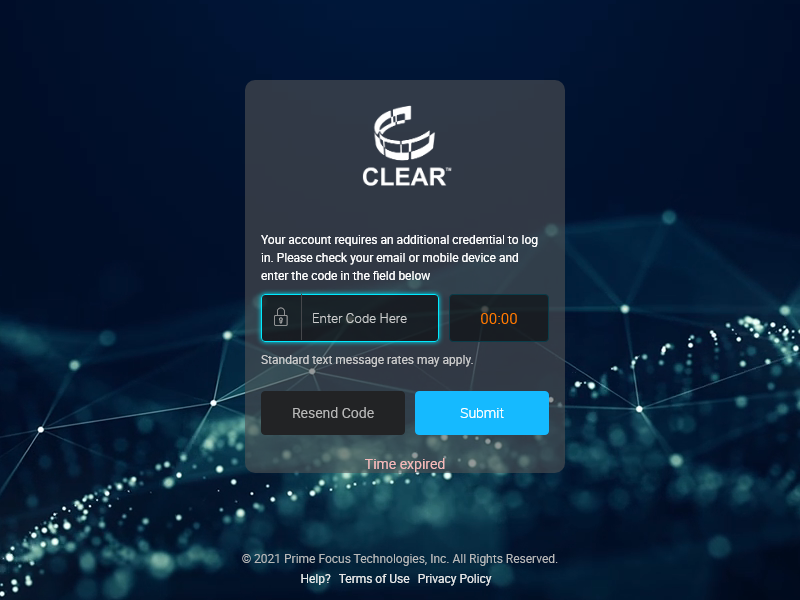 CLEAR™
Your account requires an additional credential to log
in. Please check your email or mobile device and
enter the code in the field below
Enter Code Here
00:00
Standard text message rates may apply.
Resend Code
Submit
Time expired
© 2021 Prime Focus Technologies, Inc. All Rights Reserved.
Help? Terms of Use Privacy Policy